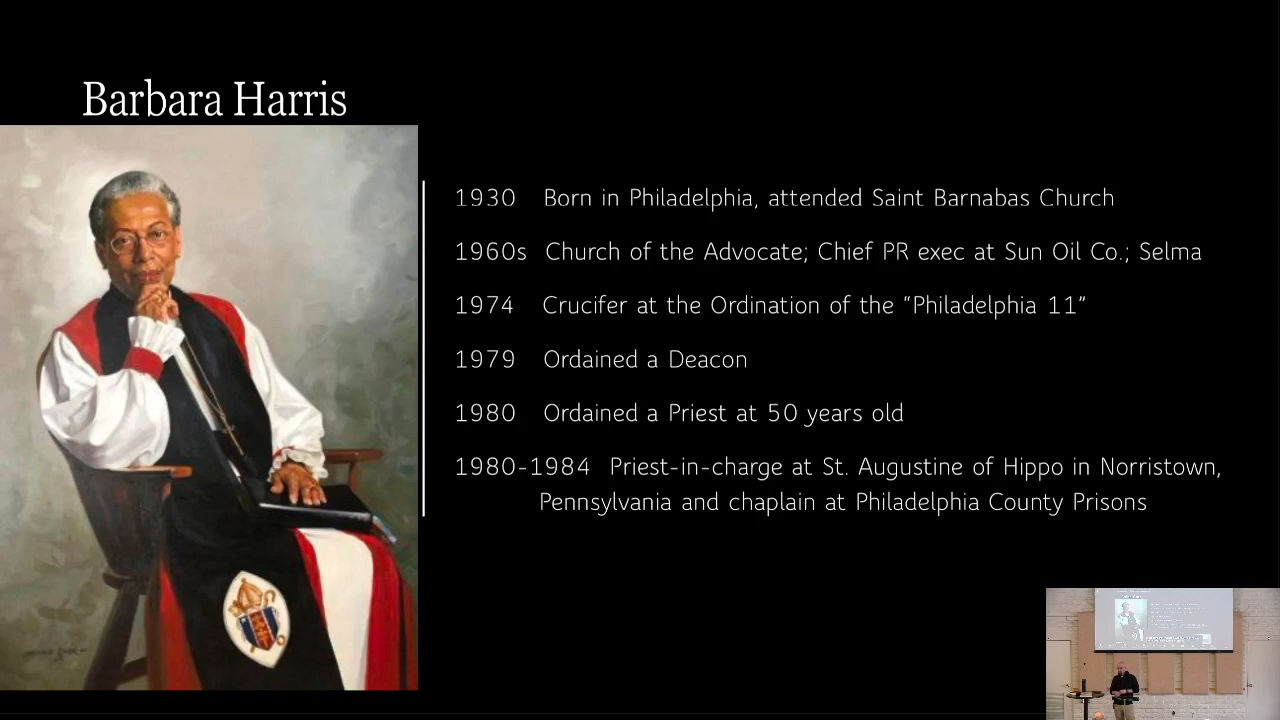 Barbara Harris
1930 Born in Philadelphia, attended Saint Barnabas Church
1960s Church of the Advocate; Chief PR exec at Sun Oil Co.; Selma
1974 Crucifer at the Ordination of the “Philadelphia 11”
1979 Ordained a Deacon
1980 Ordained a Priest at 50 years old
1980-1984 Priest-in-charge at St. Augustine of Hippo in Norristown,
Pennsylvania and chaplain at Philadelphia County Prisons